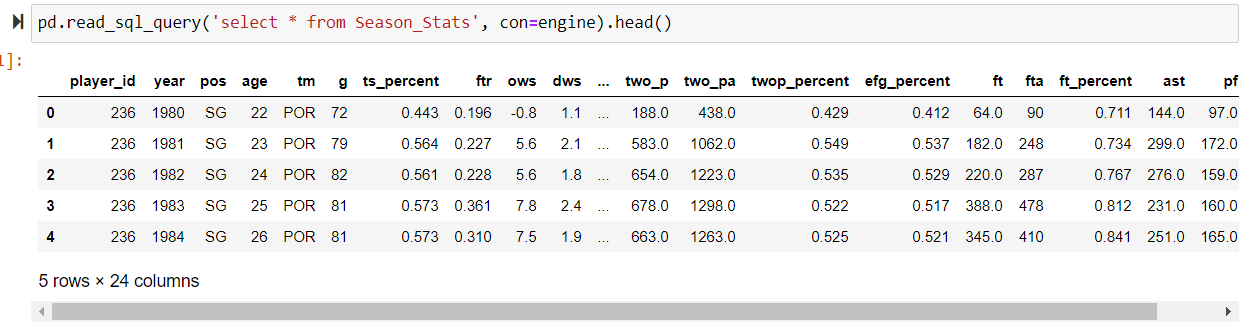 pd.read_sql_query('select * from Season_Stats', con=engine).head()
1]:
player_id year pos age tm g ts_percent ftr ows dws ... two_p two_pa twop_percent efg_percent ft fta ft_percent ast pf
0 236 1980 SG 22 POR 72 0.443 0.196 -0.8 1.1 ... 188.0 438.0 0.429 0.412 64.0 90 0.711 144.0 97.0
1 236 1981 SG 23 POR 79 0.564 0.227 5.6 2.1 ... 583.0 1062.0 0.549 0.537 182.0 248 0.734 299.0 172.0
2 236 1982 SG 24 POR 82 0.561 0.228 5.6 1.8 ... 654.0 1223.0 0.535 0.529 220.0 287 0.767 276.0 159.0
3 236 1983 SG 25 POR 81 0.573 0.361 7.8 2.4 ... 678.0 1298.0 0.522 0.517 388.0 478 0.812 231.0 160.0
4 236 1984 SG 26 POR 81 0.573 0.310 7.5 1.9 ... 663.0 1263.0 0.525 0.521 345.0 410 0.841 251.0 165.0
5 rows × 24 columns